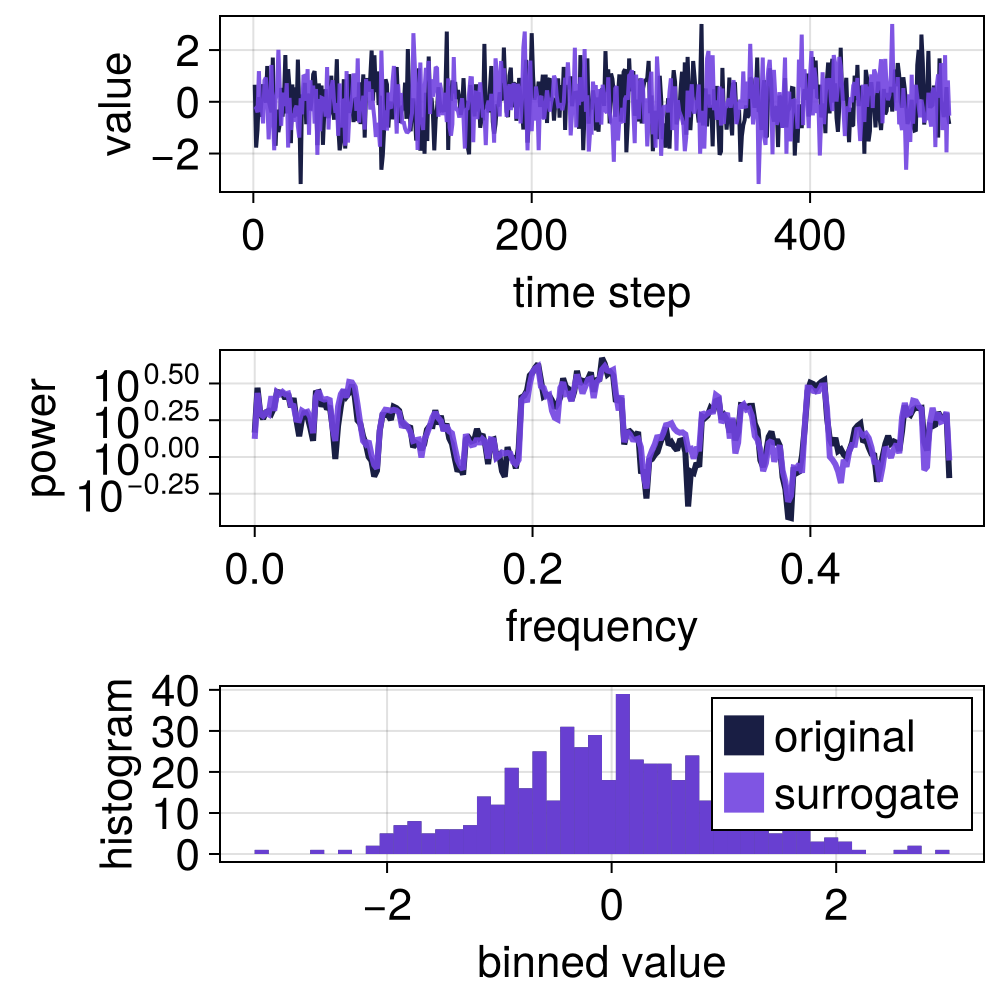 value
2
0
−2
0 200 400
time step
power
10^0.50
10^0.25
10^0.00
10^−0.25
0.0 0.2 0.4
frequency
histogram
40
30
20
10
0
original
surrogate
−2 0 2
binned value